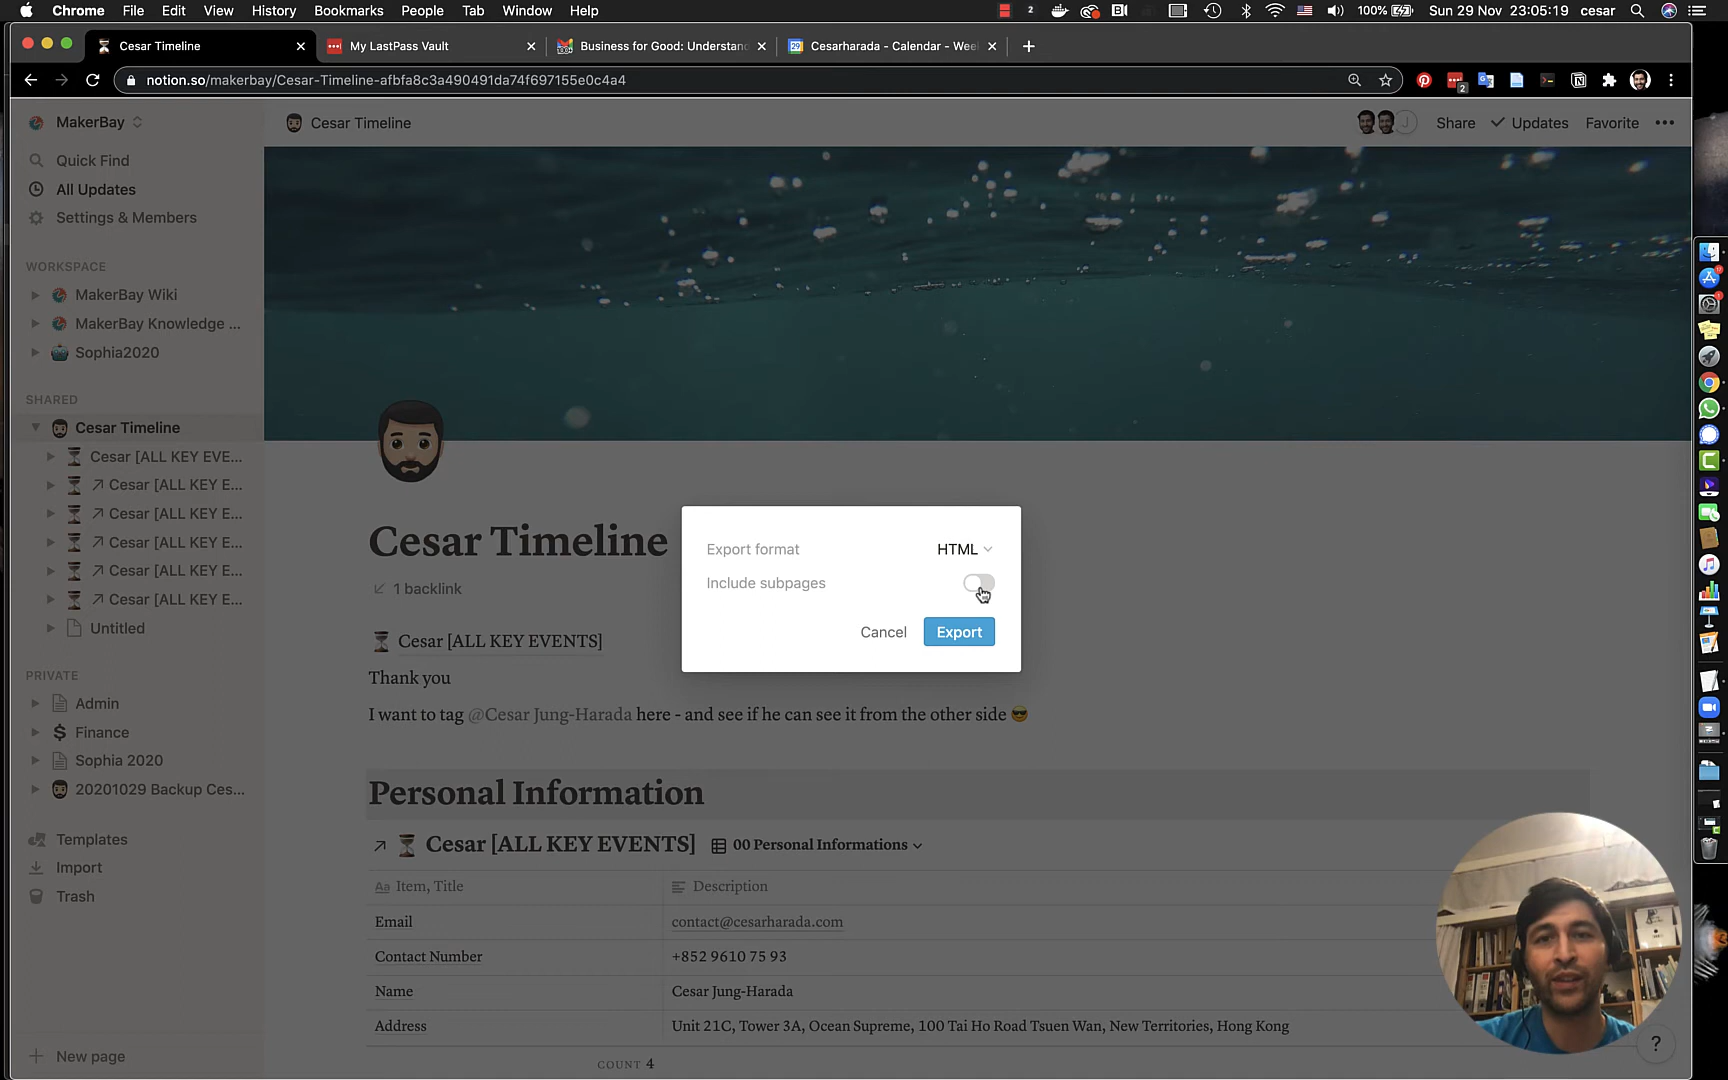 Chrome File Edit View History Bookmarks People Tab Window Help 2 100% Sun 29 Nov 23:05:19 cesar
Cesar Timeline × My LastPass Vault × Business for Good: Understan × 27 Cesarharada - Calendar - Wee × +
notion.so/makerbay/Cesar-Timeline-afbfa8c3a490491da74f697155e0c4a4
2
MakerBay
Cesar Timeline
J Share Updates Favorite •••
Quick Find
All Updates
Settings & Members
WORKSPACE
MakerBay Wiki
MakerBay Knowledge ...
Sophia2020
SHARED
Cesar Timeline
Cesar [ALL KEY EVE...
Cesar [ALL KEY E...
Cesar [ALL KEY E...
Cesar [ALL KEY E...
Cesar [ALL KEY E...
Cesar [ALL KEY E...
Untitled
PRIVATE
Admin
$ Finance
Sophia 2020
20201029 Backup Ces...
Templates
Import
Trash
+ New page
Cesar Timeline
1 backlink
Cesar [ALL KEY EVENTS]
Thank you
I want to tag @Cesar Jung-Harada here - and see if he can see it from the other side 😎
Export format HTML
Include subpages
Cancel Export
Personal Information
Cesar [ALL KEY EVENTS] 00 Personal Informations
Aa Item, Title Description
Email contact@cesarharada.com
Contact Number +852 9610 75 93
Name Cesar Jung-Harada
Address Unit 21C, Tower 3A, Ocean Supreme, 100 Tai Ho Road Tsuen Wan, New Territories, Hong Kong
COUNT 4
?